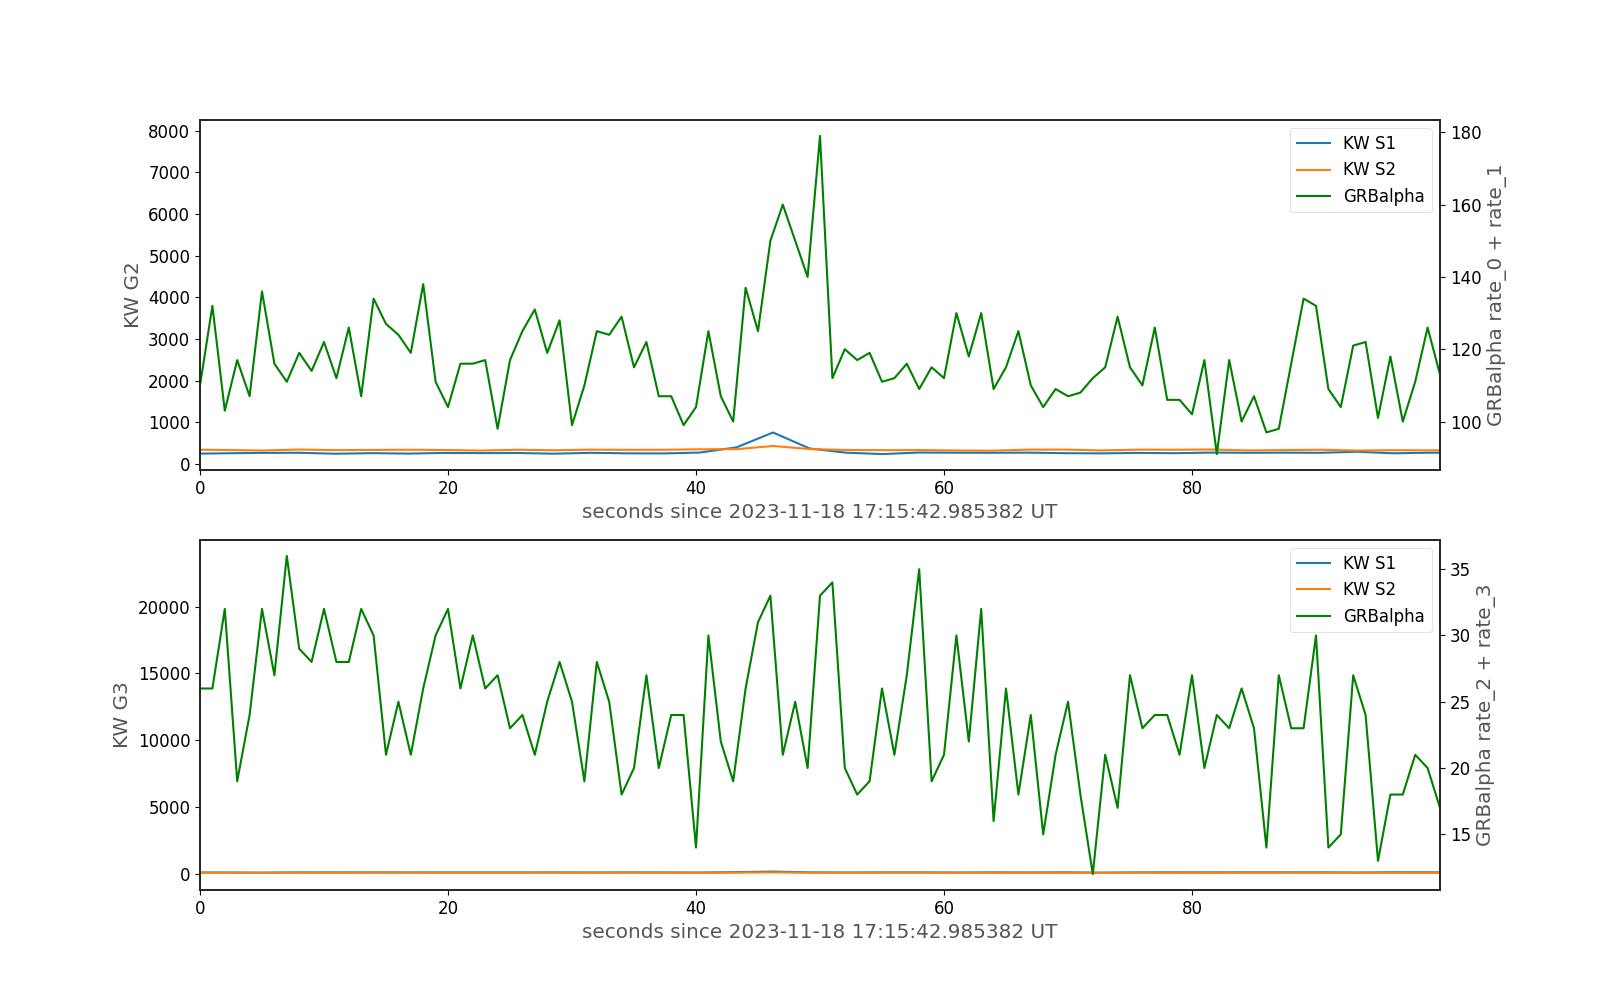 8000
7000
6000
5000
4000
3000
2000
1000
0
KW G2
180
160
140
120
100
GRBalpha rate_0 + rate_1
KW S1
KW S2
GRBalpha
0 20 40 60 80
seconds since 2023-11-18 17:15:42.985382 UT
20000
15000
10000
5000
0
KW G3
35
30
25
20
15
GRBalpha rate_2 + rate_3
KW S1
KW S2
GRBalpha
0 20 40 60 80
seconds since 2023-11-18 17:15:42.985382 UT